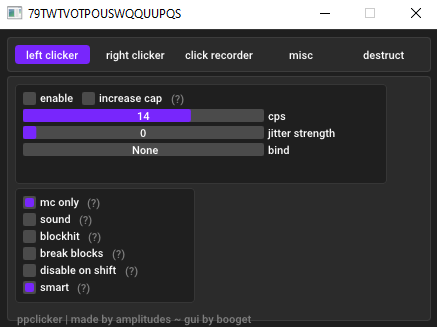 79TWTVOTPOUSWQQUUPQS
left clicker right clicker click recorder misc destruct
enable increase cap (?)
14 cps
0 jitter strength
None bind
mc only (?)
sound (?)
blockhit (?)
break blocks (?)
disable on shift (?)
smart (?)
ppclicker | made by amplitudes ~ gui by booget